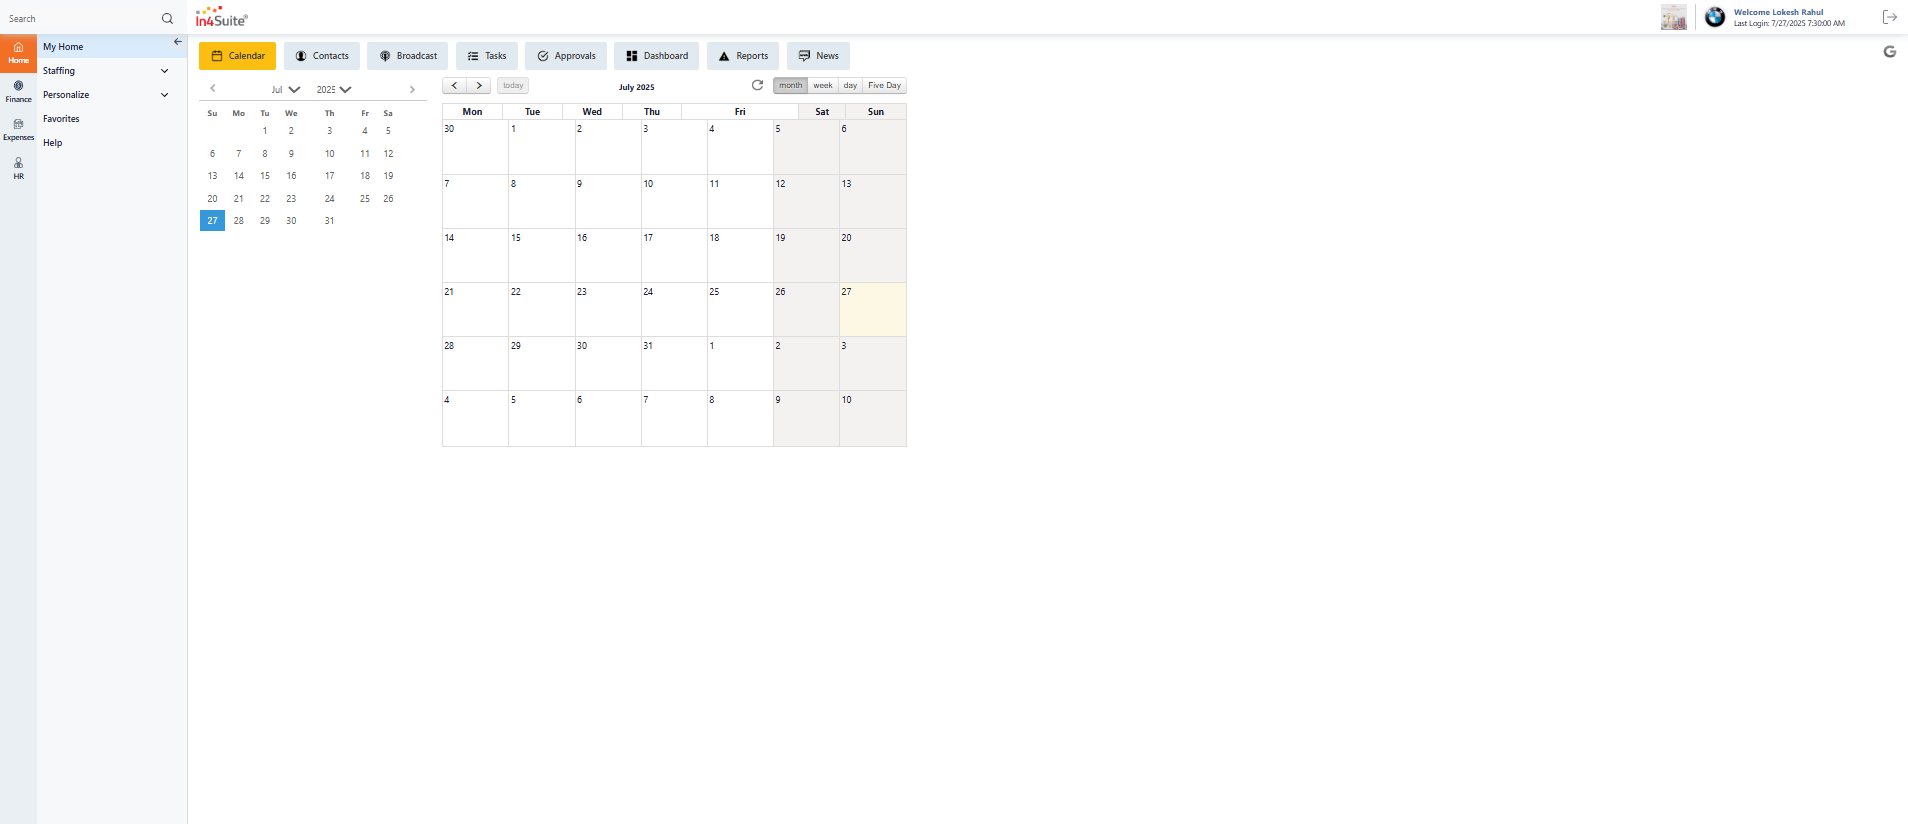 Search
In4Suite®
Welcome Lokesh Rahul
Last Login: 7/27/2025 7:30:00 AM
Home
Finance
Expenses
HR
My Home
Staffing
Personalize
Favorites
Help
Calendar Contacts Broadcast Tasks Approvals Dashboard Reports News
Jul 2025
Su Mo Tu We Th Fr Sa
1 2 3 4 5
6 7 8 9 10 11 12
13 14 15 16 17 18 19
20 21 22 23 24 25 26
27 28 29 30 31
today July 2025 month week day Five Day
Mon Tue Wed Thu Fri Sat Sun
30 1 2 3 4 5 6
7 8 9 10 11 12 13
14 15 16 17 18 19 20
21 22 23 24 25 26 27
28 29 30 31 1 2 3
4 5 6 7 8 9 10